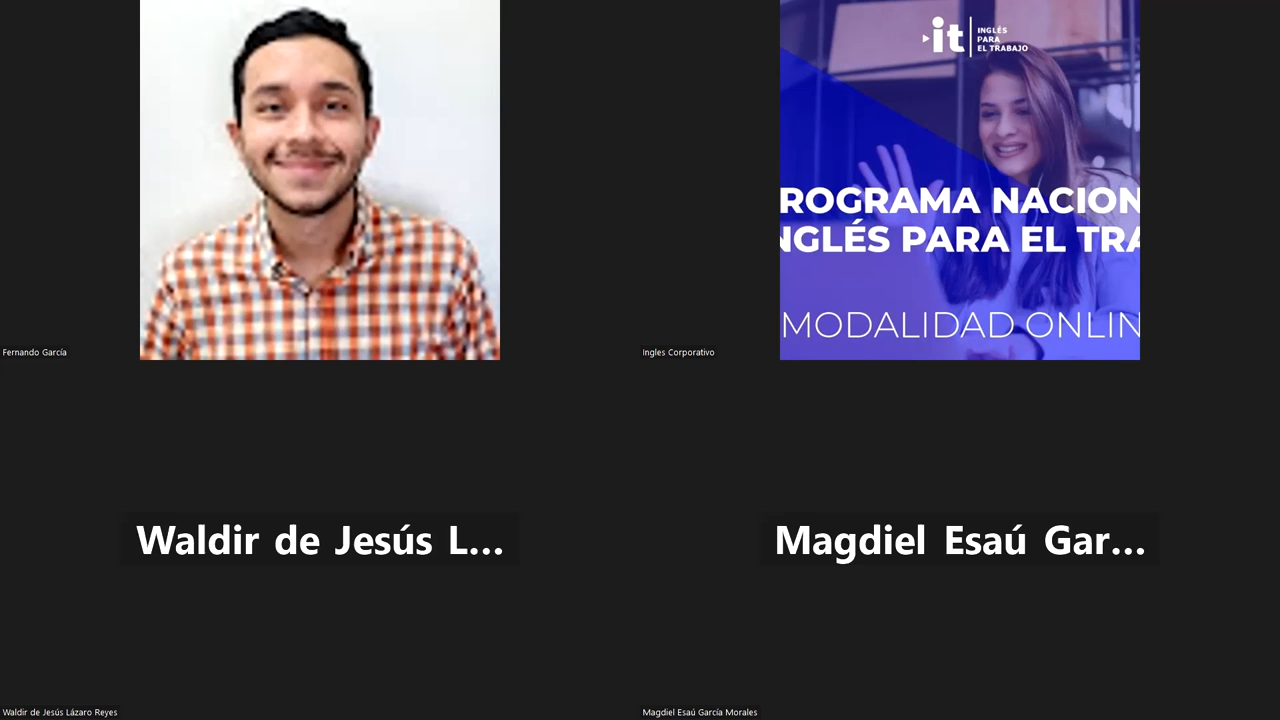 it
INGLÉS
PARA
EL TRABAJO
ROGRAMA NACION
NGLÉS PARA EL TRA
MODALIDAD ONLIN
Fernando García
Ingles Corporativo
Waldir de Jesús L...
Magdiel Esaú Gar...
Waldir de Jesús Lázaro Reyes
Magdiel Esaú García Morales